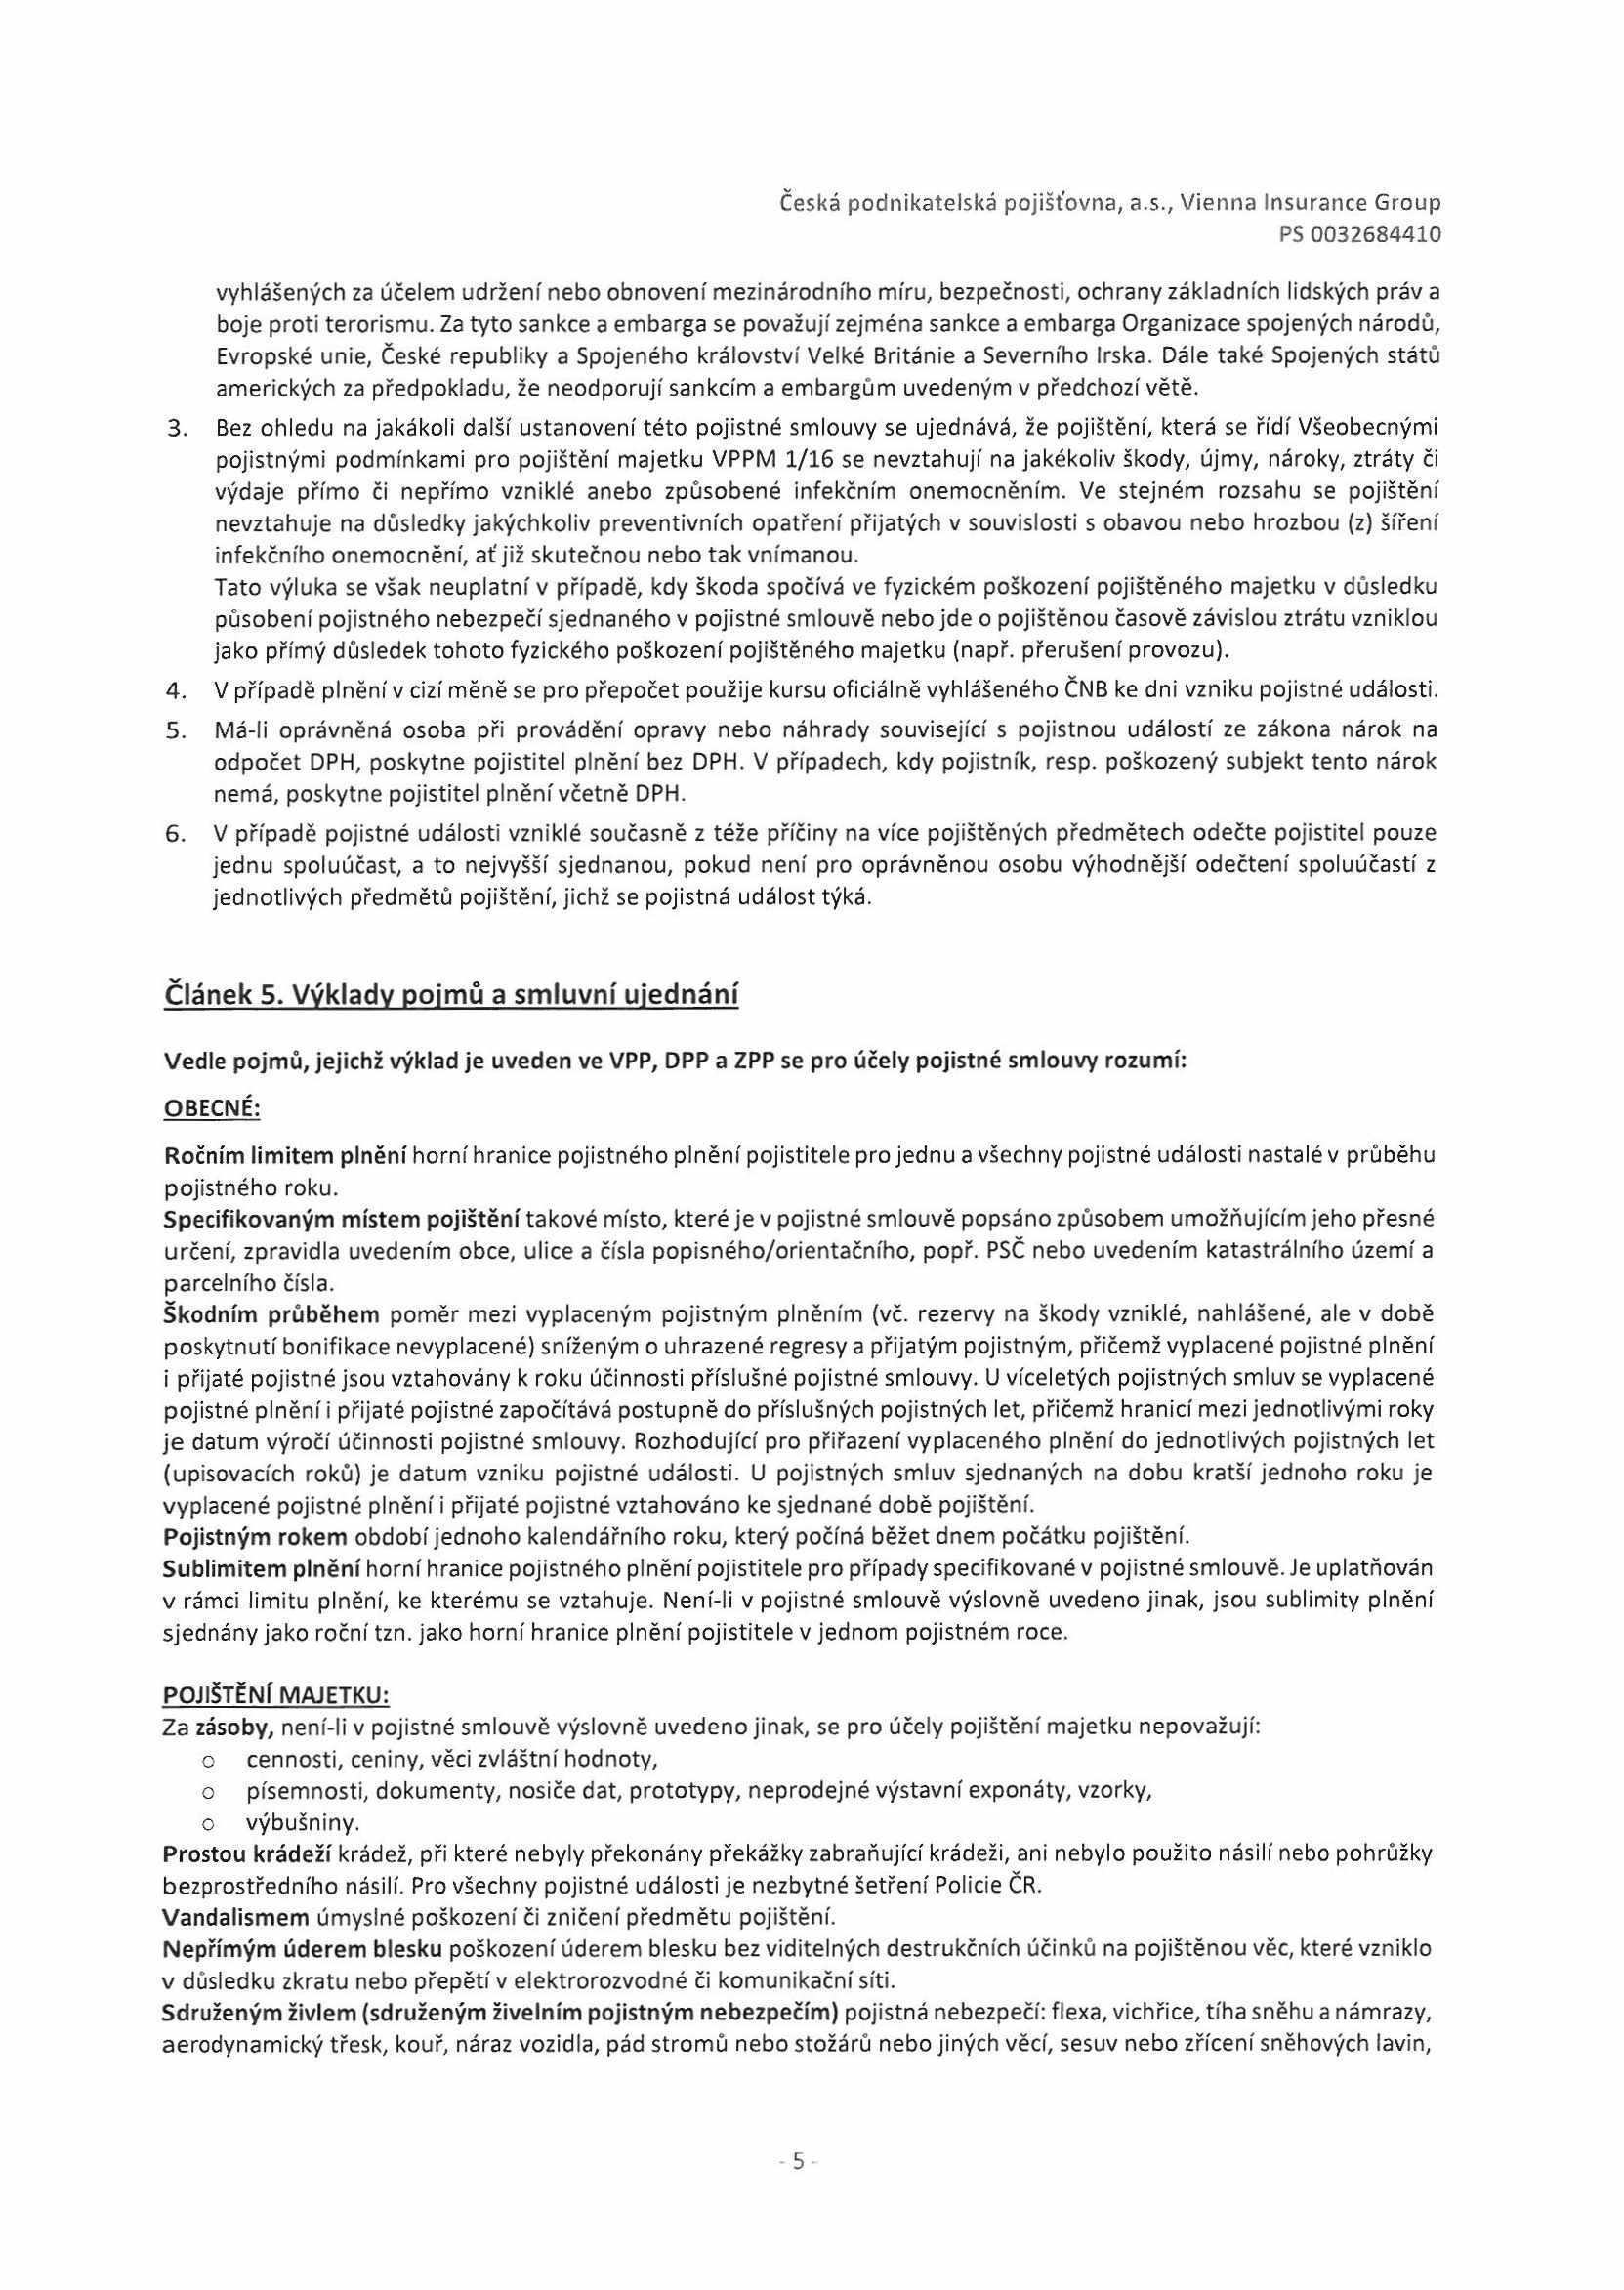 Česká podnikatelská pojišťovna, a.s., Vienna Insurance Group
PS 0032684410
vyhlášených za účelem udržení nebo obnovení mezinárodního míru, bezpečnosti, ochrany základních lidských práv a
boje proti terorismu. Za tyto sankce a embarga se považují zejména sankce a embarga Organizace spojených národů,
Evropské unie, České republiky a Spojeného království Velké Británie a Severního Irska. Dále také Spojených států
amerických za předpokladu, že neodporují sankcím a embargům uvedeným v předchozí větě.
3. Bez ohledu na jakákoli další ustanovení této pojistné smlouvy se ujednává, že pojištění, která se řídí Všeobecnými
pojistnými podmínkami pro pojištění majetku VPPM 1/16 se nevztahují na jakékoliv škody, újmy, nároky, ztráty či
výdaje přímo či nepřímo vzniklé anebo způsobené infekčním onemocněním. Ve stejném rozsahu se pojištění
nevztahuje na důsledky jakýchkoliv preventivních opatření přijatých v souvislosti s obavou nebo hrozbou (z) šíření
infekčního onemocnění, ať již skutečnou nebo tak vnímanou.
Tato výluka se však neuplatní v případě, kdy škoda spočívá ve fyzickém poškození pojištěného majetku v důsledku
působení pojistného nebezpečí sjednaného v pojistné smlouvě nebo jde o pojištěnou časově závislou ztrátu vzniklou
jako přímý důsledek tohoto fyzického poškození pojištěného majetku (např. přerušení provozu).
4. V případě plnění v cizí měně se pro přepočet použije kursu oficiálně vyhlášeného ČNB ke dni vzniku pojistné události.
5. Má-li oprávněná osoba při provádění opravy nebo náhrady související s pojistnou událostí ze zákona nárok na
odpočet DPH, poskytne pojistitel plnění bez DPH. V případech, kdy pojistník, resp. poškozený subjekt tento nárok
nemá, poskytne pojistitel plnění včetně DPH.
6. V případě pojistné události vzniklé současně z téže příčiny na více pojištěných předmětech odečte pojistitel pouze
jednu spoluúčast, a to nejvyšší sjednanou, pokud není pro oprávněnou osobu výhodnější odečtení spoluúčastí z
jednotlivých předmětů pojištění, jichž se pojistná událost týká.
Článek 5. Výklady pojmů a smluvní ujednání
Vedle pojmů, jejichž výklad je uveden ve VPP, DPP a ZPP se pro účely pojistné smlouvy rozumí:
OBECNÉ:
Ročním limitem plnění horní hranice pojistného plnění pojistitele pro jednu a všechny pojistné události nastalé v průběhu
pojistného roku.
Specifikovaným místem pojištění takové místo, které je v pojistné smlouvě popsáno způsobem umožňujícím jeho přesné
určení, zpravidla uvedením obce, ulice a čísla popisného/orientačního, popř. PSČ nebo uvedením katastrálního území a
parcelního čísla.
Škodním průběhem poměr mezi vyplaceným pojistným plněním (vč. rezervy na škody vzniklé, nahlášené, ale v době
poskytnutí bonifikace nevyplacené) sníženým o uhrazené regresy a přijatým pojistným, přičemž vyplacené pojistné plnění
i přijaté pojistné jsou vztahovány k roku účinnosti příslušné pojistné smlouvy. U víceletých pojistných smluv se vyplacené
pojistné plnění i přijaté pojistné započítává postupně do příslušných pojistných let, přičemž hranicí mezi jednotlivými roky
je datum výročí účinnosti pojistné smlouvy. Rozhodující pro přiřazení vyplaceného plnění do jednotlivých pojistných let
(upisovacích roků) je datum vzniku pojistné události. U pojistných smluv sjednaných na dobu kratší jednoho roku je
vyplacené pojistné plnění i přijaté pojistné vztahováno ke sjednané době pojištění.
Pojistným rokem období jednoho kalendářního roku, který počíná běžet dnem počátku pojištění.
Sublimitem plnění horní hranice pojistného plnění pojistitele pro případy specifikované v pojistné smlouvě. Je uplatňován
v rámci limitu plnění, ke kterému se vztahuje. Není-li v pojistné smlouvě výslovně uvedeno jinak, jsou sublimity plnění
sjednány jako roční tzn. jako horní hranice plnění pojistitele v jednom pojistném roce.
POJIŠTĚNÍ MAJETKU:
Za zásoby, není-li v pojistné smlouvě výslovně uvedeno jinak, se pro účely pojištění majetku nepovažují:
o cennosti, ceniny, věci zvláštní hodnoty,
o písemnosti, dokumenty, nosiče dat, prototypy, neprodejné výstavní exponáty, vzorky,
o výbušniny.
Prostou krádeží krádež, při které nebyly překonány překážky zabraňující krádeži, ani nebylo použito násilí nebo pohrůžky
bezprostředního násilí. Pro všechny pojistné události je nezbytné šetření Policie ČR.
Vandalismem úmyslné poškození či zničení předmětu pojištění.
Nepřímým úderem blesku poškození úderem blesku bez viditelných destrukčních účinků na pojištěnou věc, které vzniklo
v důsledku zkratu nebo přepětí v elektrorozvodné či komunikační síti.
Sdruženým živlem (sdruženým živelním pojistným nebezpečím) pojistná nebezpečí: flexa, vichřice, tíha sněhu a námrazy,
aerodynamický třesk, kouř, náraz vozidla, pád stromů nebo stožárů nebo jiných věcí, sesuv nebo zřícení sněhových lavin,
- 5 -